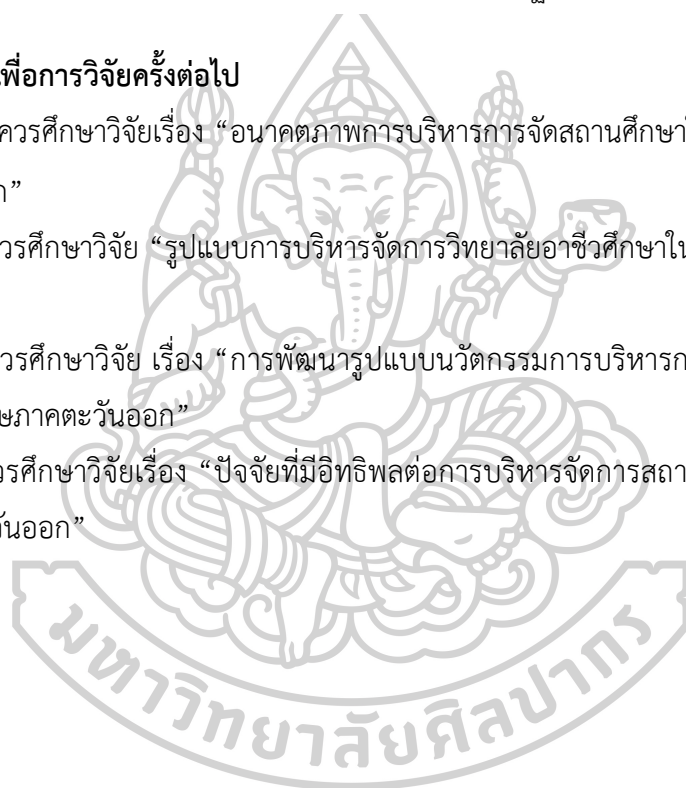 เพื่อการวิจัยครั้งต่อไป
ควรศึกษาวิจัยเรื่อง “อนาคตภาพการบริหารการจัดสถานศึกษา
ควรศึกษาวิจัย “รูปแบบการบริหารจัดการวิทยาลัยอาชีวศึกษาใน
ควรศึกษาวิจัย เรื่อง “การพัฒนารูปแบบนวัตกรรมการบริหาร
ภาคตะวันออก”
ควรศึกษาวิจัยเรื่อง “ปัจจัยที่มีอิทธิพลต่อการบริหารจัดการสถา
วันออก”
มหาวิทยาลัยศิลปากร